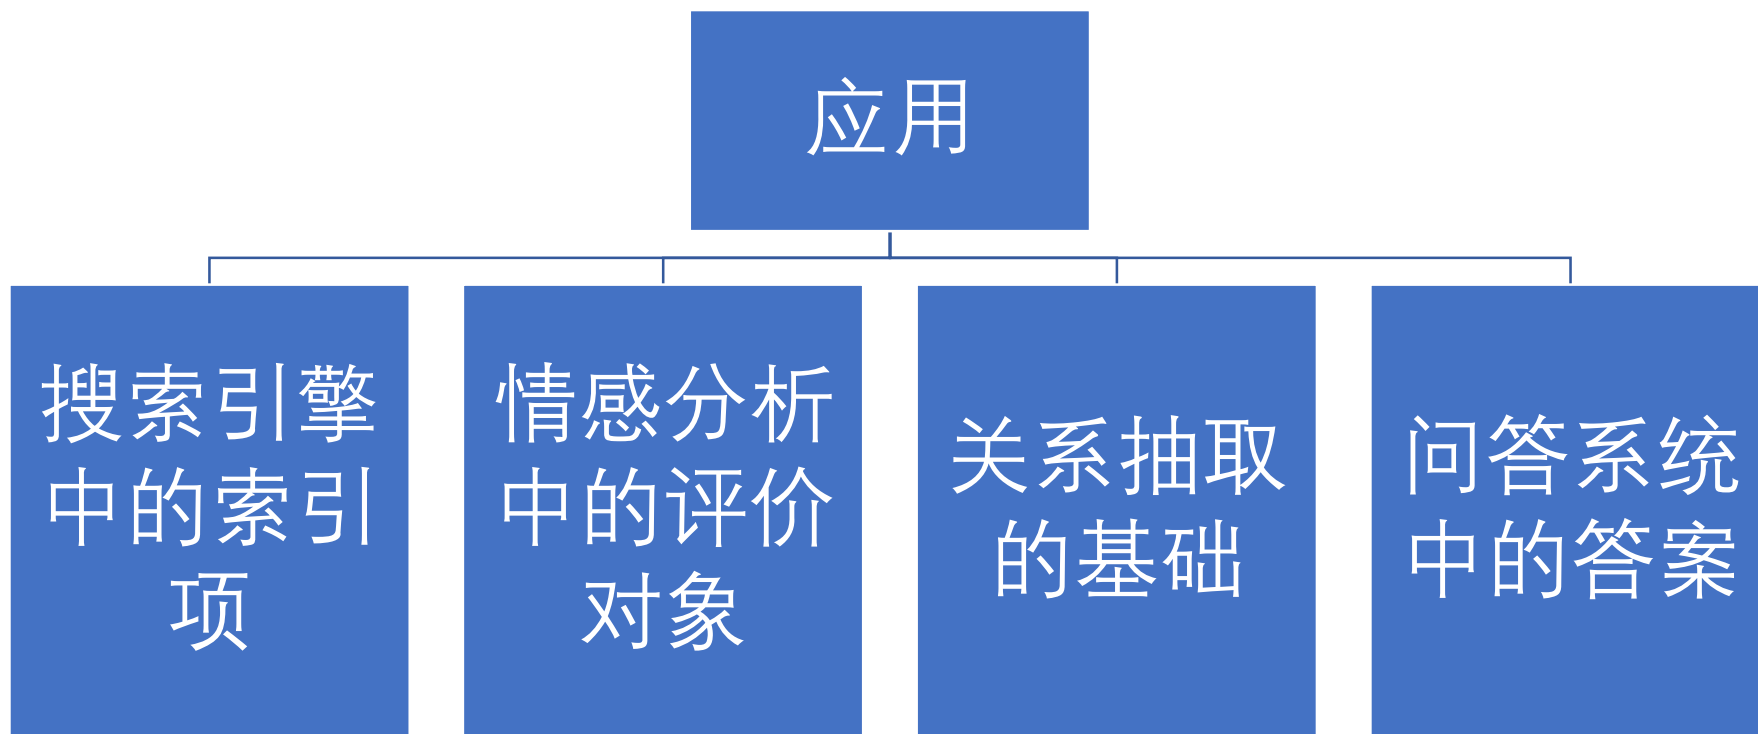 应用
搜索引擎
中的索引
项
情感分析
中的评价
对象
关系抽取
的基础
问答系统
中的答案